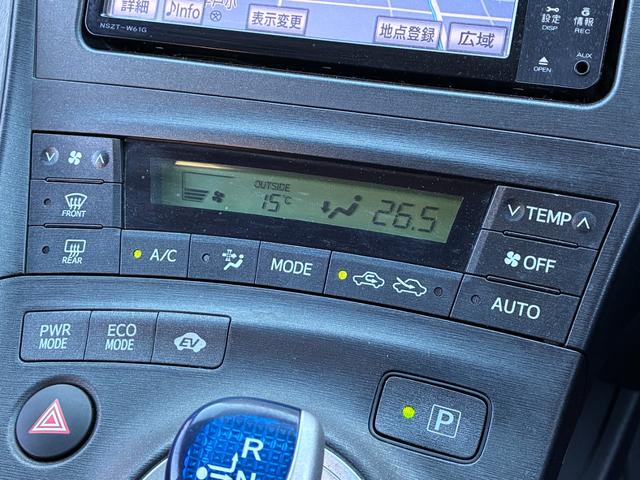 詳細
♪Info
表示変更
地点登録
広域
NSZT-W61G
設定
DISP
情報
REC
OPEN
AUX
OUTSIDE
15℃
26.5
FRONT
REAR
TEMP
OFF
A/C
MODE
AUTO
PWR
MODE
ECO
MODE
EV
P
R
N